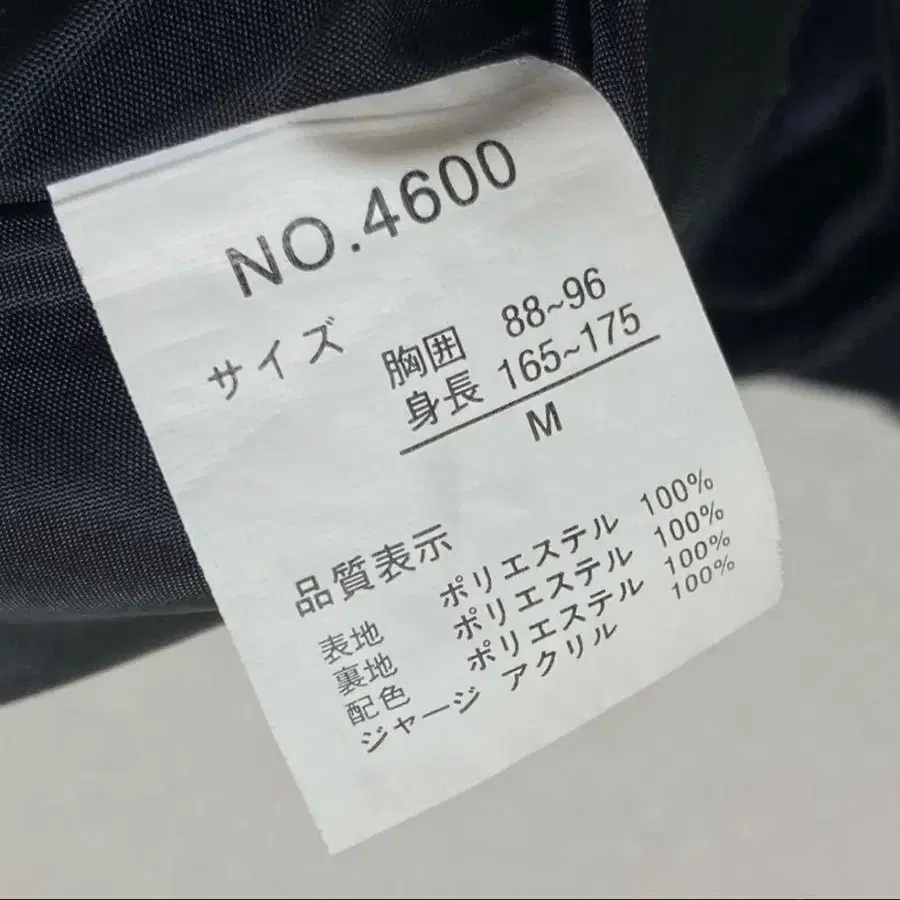 NO.4600
サイズ 胸囲 88~96
身長 165~175
M
品質表示
表地 ポリエステル 100%
裏地 ポリエステル 100%
配色 ポリエステル 100%
ジャージ アクリル 100%